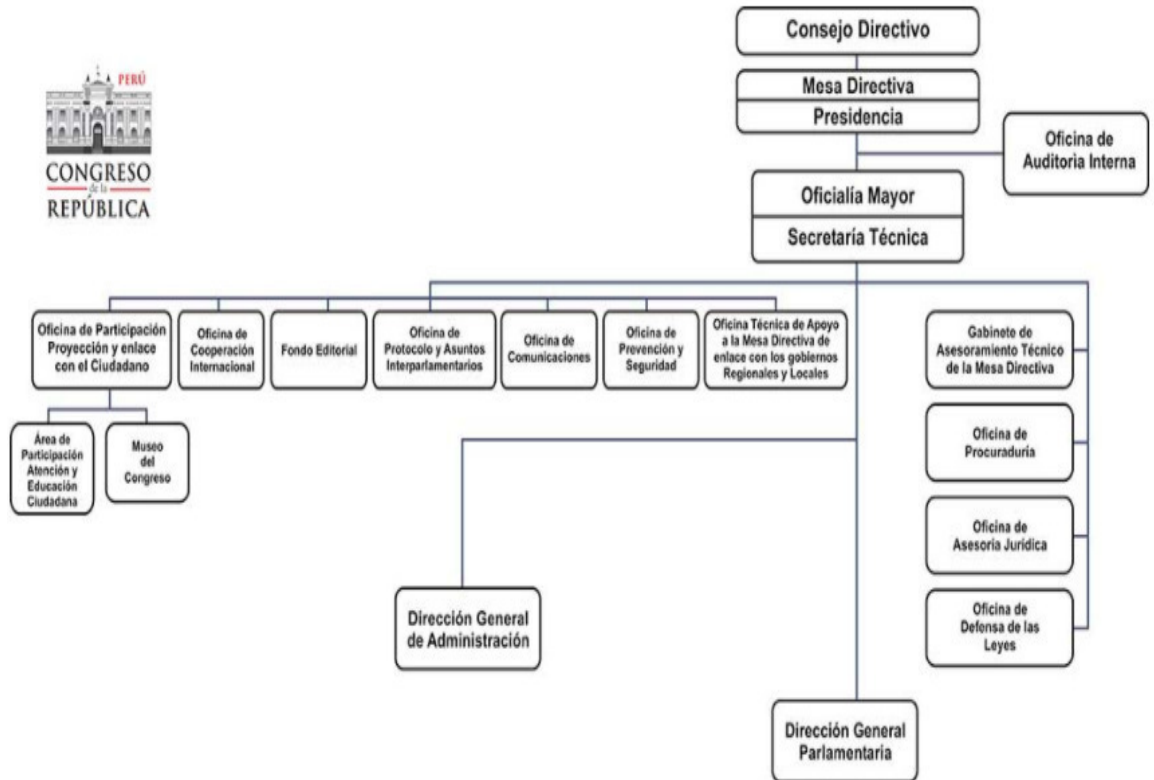 PERÚ
CONGRESO
de la
REPÚBLICA
Consejo Directivo
Mesa Directiva
Presidencia
Oficina de
Auditoria Interna
Oficialía Mayor
Secretaría Técnica
Oficina de Participación
Proyección y enlace
con el Ciudadano
Oficina de
Cooperación
Internacional
Fondo Editorial
Oficina de
Protocolo y Asuntos
Interparlamentarios
Oficina de
Comunicaciones
Oficina de
Prevención y
Seguridad
Oficina Técnica de Apoyo
a la Mesa Directiva de
enlace con los gobiernos
Regionales y Locales
Gabinete de
Asesoramiento Técnico
de la Mesa Directiva
Área de
Participación
Atención y
Educación
Ciudadana
Museo
del
Congreso
Oficina de
Procuraduría
Oficina de
Asesoría Jurídica
Oficina de
Defensa de las
Leyes
Dirección General
de Administración
Dirección General
Parlamentaria